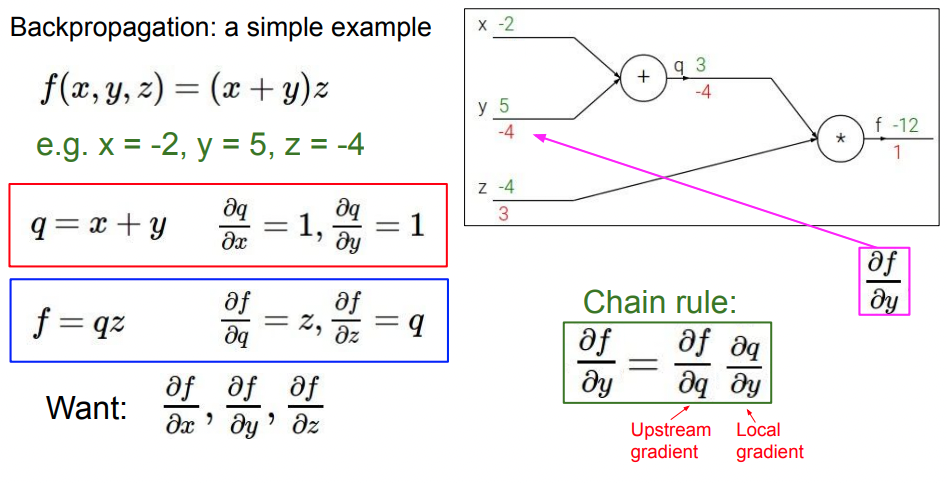 Backpropagation: a simple example
f(x, y, z) = (x + y)z
e.g. x = -2, y = 5, z = -4
q = x + y    ∂q/∂x = 1, ∂q/∂y = 1
f = qz    ∂f/∂q = z, ∂f/∂z = q
Want: ∂f/∂x, ∂f/∂y, ∂f/∂z
x -2
y 5
-4
z -4
3
+
q 3
-4
*
f -12
1
∂f/∂y
Chain rule:
∂f/∂y = ∂f/∂q ∂q/∂y
Upstream
gradient
Local
gradient